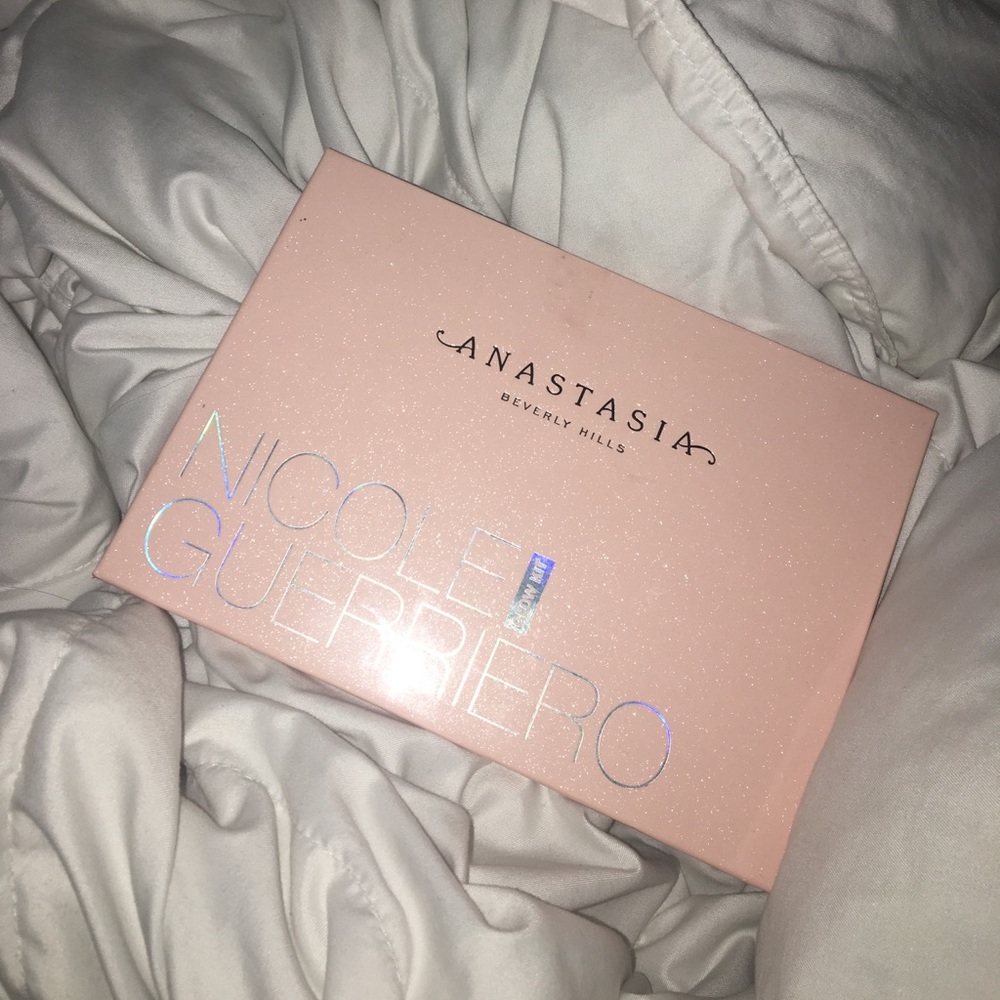 ANASTASIA
BEVERLY HILLS
NICOLE
GLOW KIT
GUERRIERO